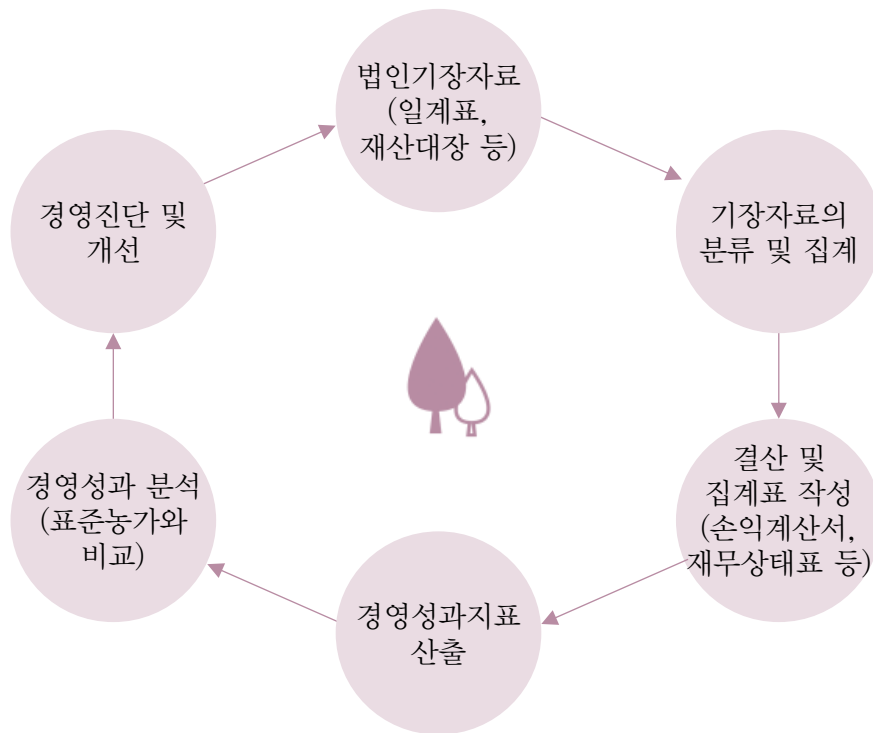 법인기장자료
(일계표,
재산대장 등)
기장자료의
분류 및 집계
결산 및
집계표 작성
(손익계산서,
재무상태표 등)
경영성과지표
산출
경영성과 분석
(표준농가와
비교)
경영진단 및
개선